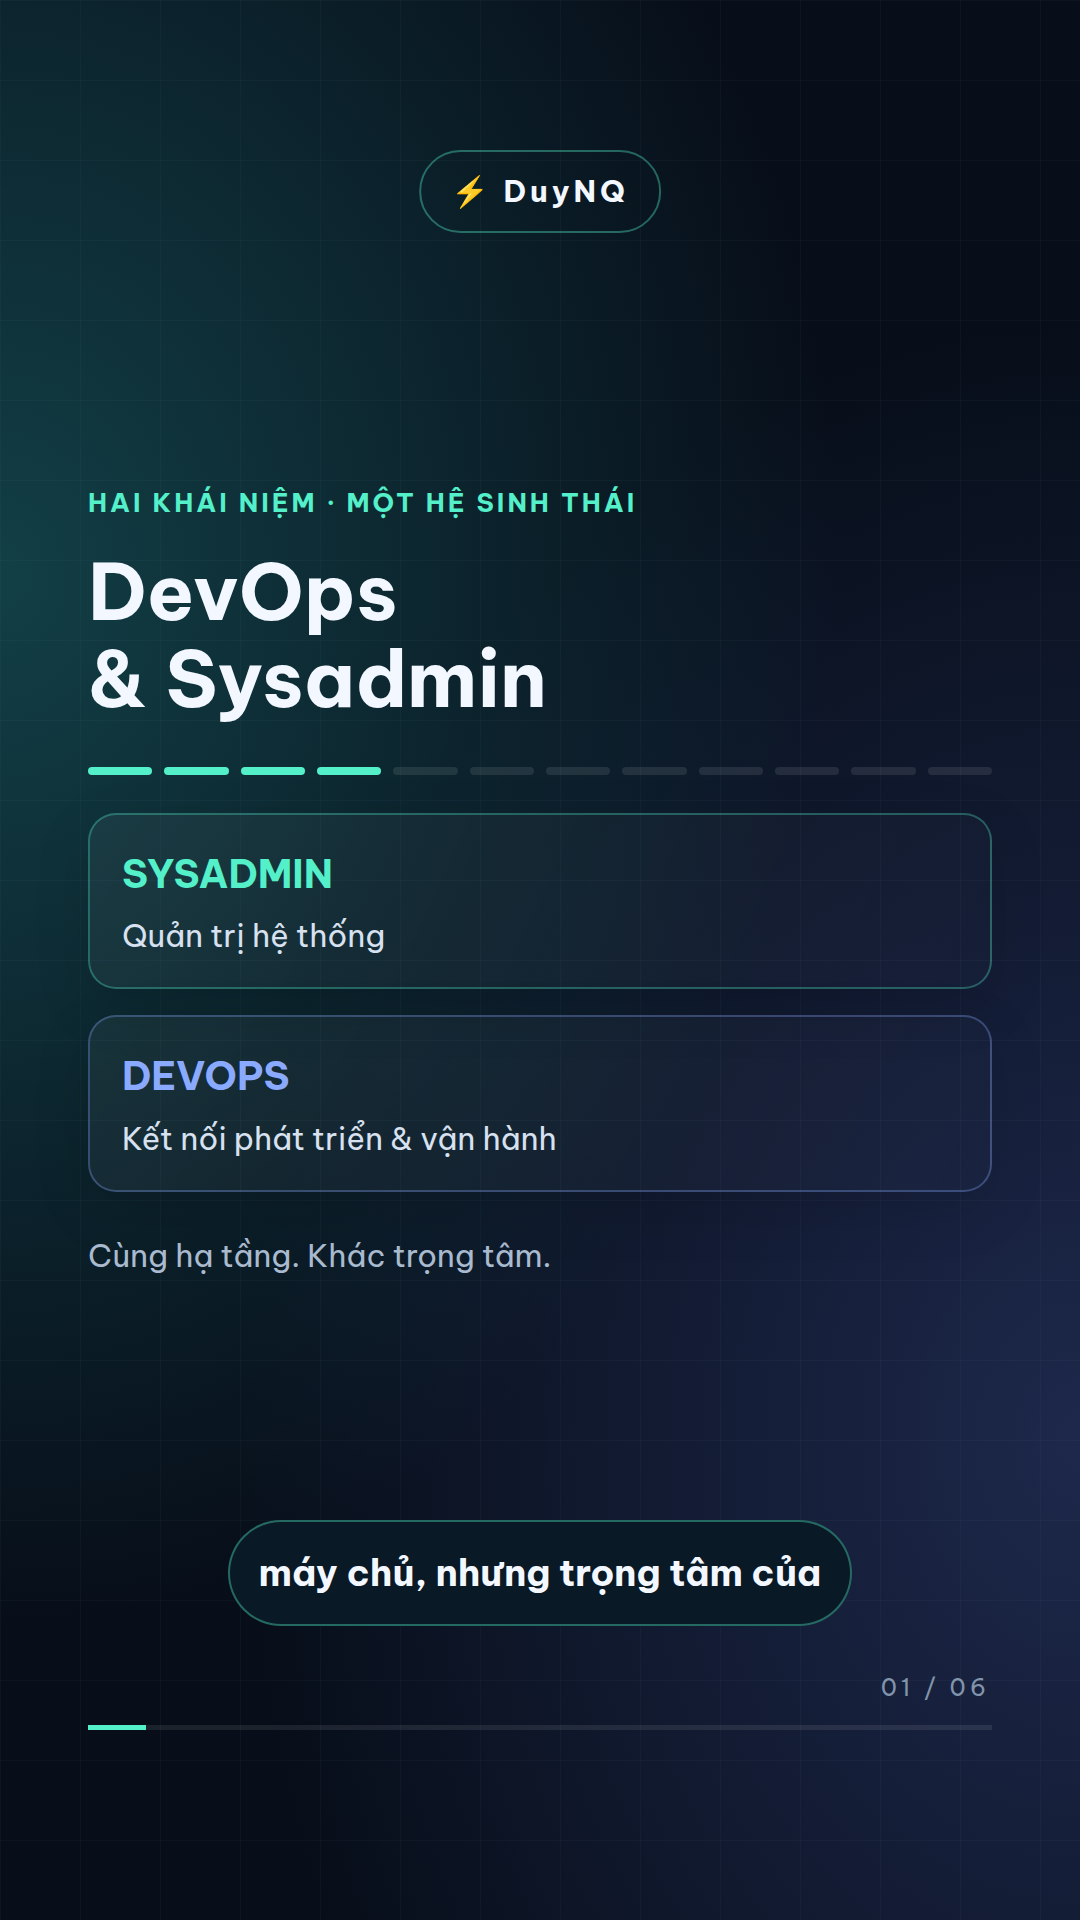 ⚡ DuyNQ
HAI KHÁI NIỆM · MỘT HỆ SINH THÁI
DevOps
& Sysadmin
SYSADMIN
Quản trị hệ thống
DEVOPS
Kết nối phát triển & vận hành
Cùng hạ tầng. Khác trọng tâm.
máy chủ, nhưng trọng tâm của
01 / 06